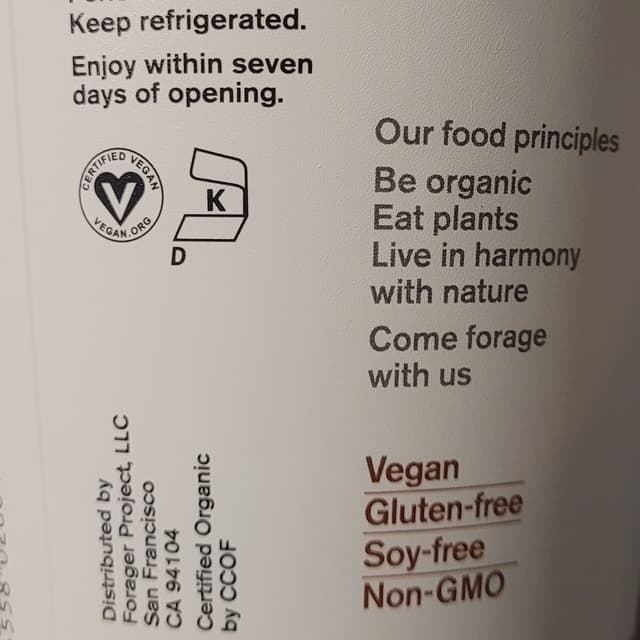 Keep refrigerated.
Enjoy within seven
days of opening.
CERTIFIED VEGAN
V
VEGAN.ORG
K
D
Distributed by
Forager Project, LLC
San Francisco
CA 94104
Certified Organic
by CCOF
Our food principles
Be organic
Eat plants
Live in harmony
with nature
Come forage
with us
Vegan
Gluten-free
Soy-free
Non-GMO